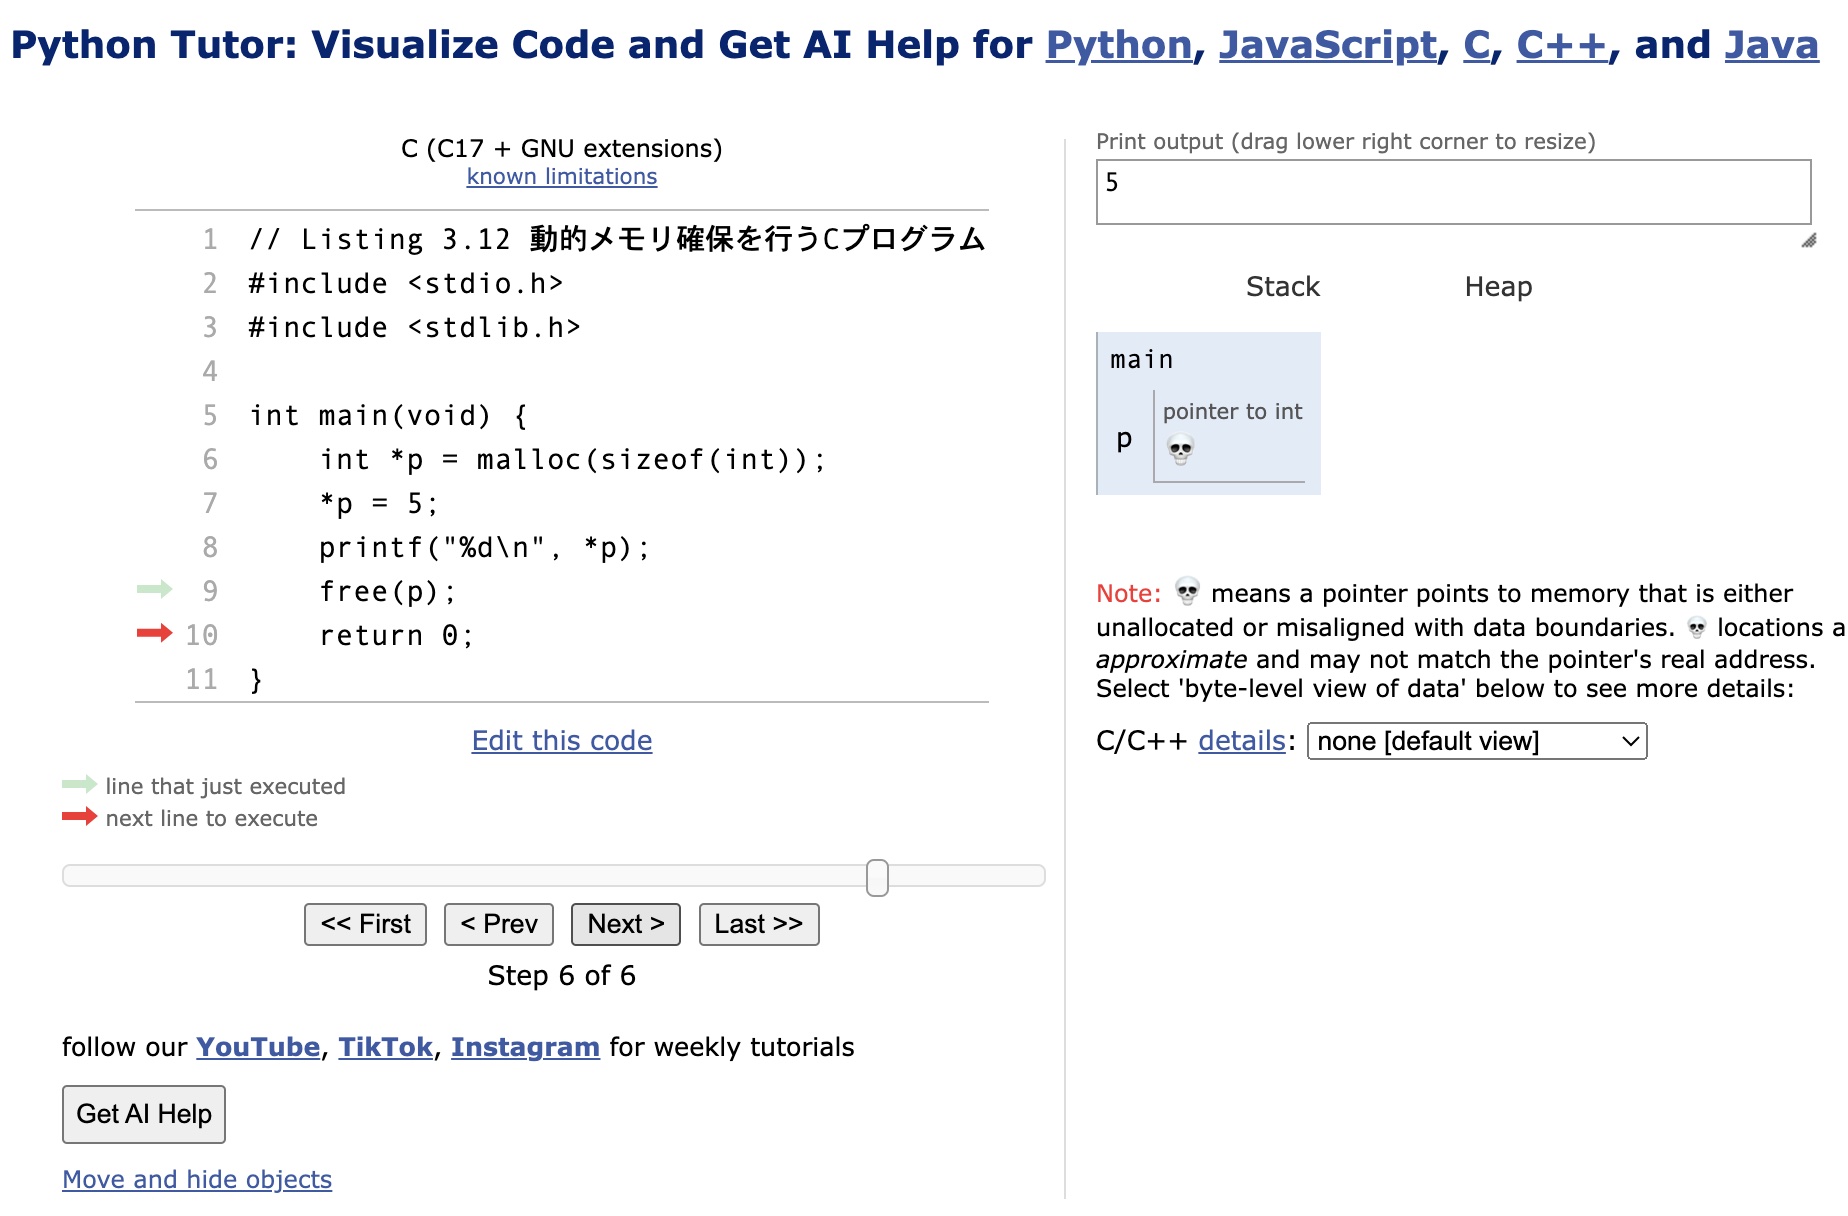 Python Tutor: Visualize Code and Get AI Help for Python, JavaScript, C, C++, and Java
C (C17 + GNU extensions)
known limitations
1 // Listing 3.12 動的メモリ確保を行うCプログラム
2 #include <stdio.h>
3 #include <stdlib.h>
4
5 int main(void) {
6     int *p = malloc(sizeof(int));
7     *p = 5;
8     printf("%d\n", *p);
9     free(p);
10     return 0;
11 }
Edit this code
line that just executed
next line to execute
<< First < Prev Next > Last >>
Step 6 of 6
follow our YouTube, TikTok, Instagram for weekly tutorials
Get AI Help
Move and hide objects
Print output (drag lower right corner to resize)
5
Stack Heap
main
pointer to int
p 💀
Note: 💀 means a pointer points to memory that is either
unallocated or misaligned with data boundaries. 💀 locations a
approximate and may not match the pointer's real address.
Select 'byte-level view of data' below to see more details:
C/C++ details: none [default view]